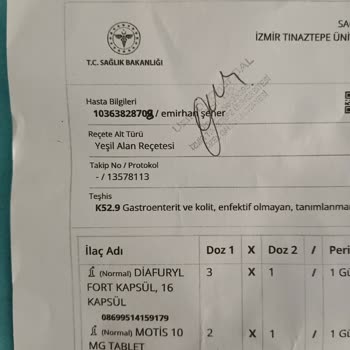 SA
İZMİR TINAZTEPE ÜNİ
T.C. SAĞLIK BAKANLIĞI
Hasta Bilgileri
/ emirhan şener
Reçete Alt Türü
Yeşil Alan Reçetesi
Takip No / Protokol
- / 13578113
Teşhis
K52.9 Gastroenterit ve kolit, enfektif olmayan, tanımlanma
İlaç Adı Doz 1 X Doz 2 / Peri
(Normal) DİAFURYL 3 X 1 / 1 Gü
FORT KAPSÜL, 16
KAPSÜL
08699514159179
(Normal) MOTİS 10 2 X 1 / 1 Gü
MG TABLET